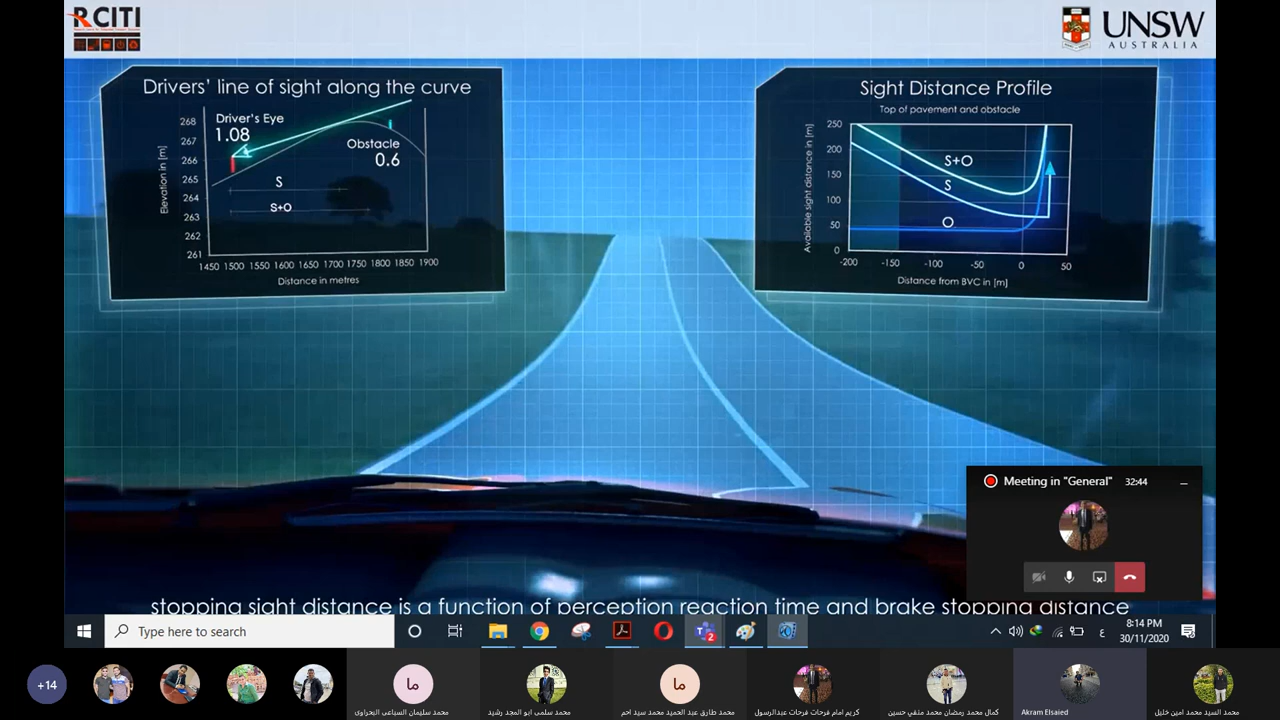 RCITI
UNSW
AUSTRALIA
Drivers' line of sight along the curve
Driver's Eye
1.08
Obstacle
0.6
S
S+O
Elevation in [m]
268
267
266
265
264
263
262
261
1450 1500 1550 1600 1650 1700 1750 1800 1850 1900
Distance in metres
Sight Distance Profile
Top of pavement and obstacle
Available sight distance in [m]
250
200
150
100
50
0
S+O
S
O
-200 -150 -100 -50 0 50
Distance from BVC in [m]
Meeting in "General" 32:44
stopping sight distance is a function of perception reaction time and brake stopping distance
Type here to search
2
ع
8:14 PM
30/11/2020
+14
ما
محمد سليمان السباعى البحراوى
محمد سلمى ابو المجد رشيد
ما
محمد طارق عبد الحميد محمد سيد احم
كريم امام فرحات فرحات عبدالرسول
كمال محمد رمضان محمد متقي حسين
Akram Elsaied
محمد السيد محمد امين خليل